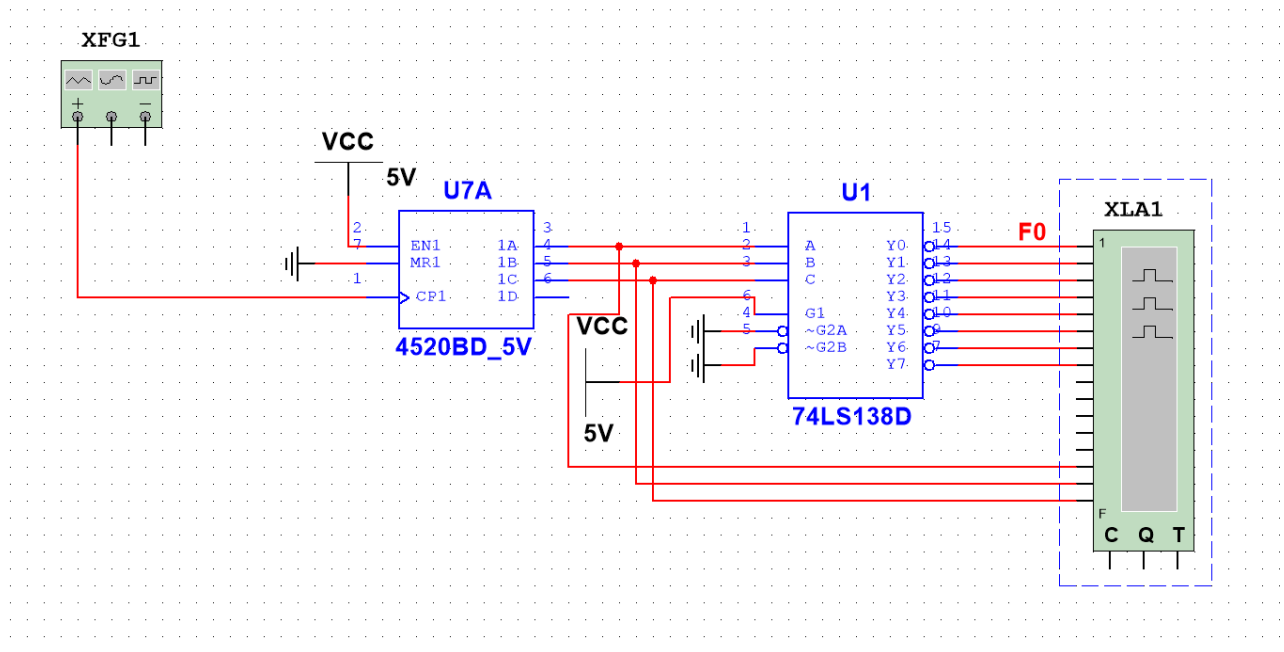 XFG1
+
−
VCC
5V
U7A
2
7
1
EN1
MR1
CP1
1A
1B
1C
1D
3
4
5
6
4520BD_5V
VCC
5V
U1
1
2
3
6
4
5
A
B
C
G1
~G2A
~G2B
Y0
Y1
Y2
Y3
Y4
Y5
Y6
Y7
15
14
13
12
11
10
9
7
74LS138D
F0
XLA1
1
F
C Q T